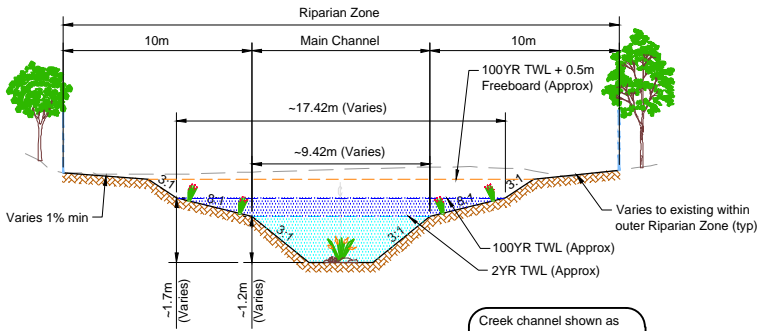 Riparian Zone
10m
Main Channel
10m
100YR TWL + 0.5m
Freeboard (Approx)
~17.42m (Varies)
~9.42m (Varies)
3:1
3:1
8:1
8:1
Varies 1% min
Varies to existing within
outer Riparian Zone (typ)
3:1
3:1
100YR TWL (Approx)
2YR TWL (Approx)
~1.7m
(Varies)
~1.2m
(Varies)
Creek channel shown as